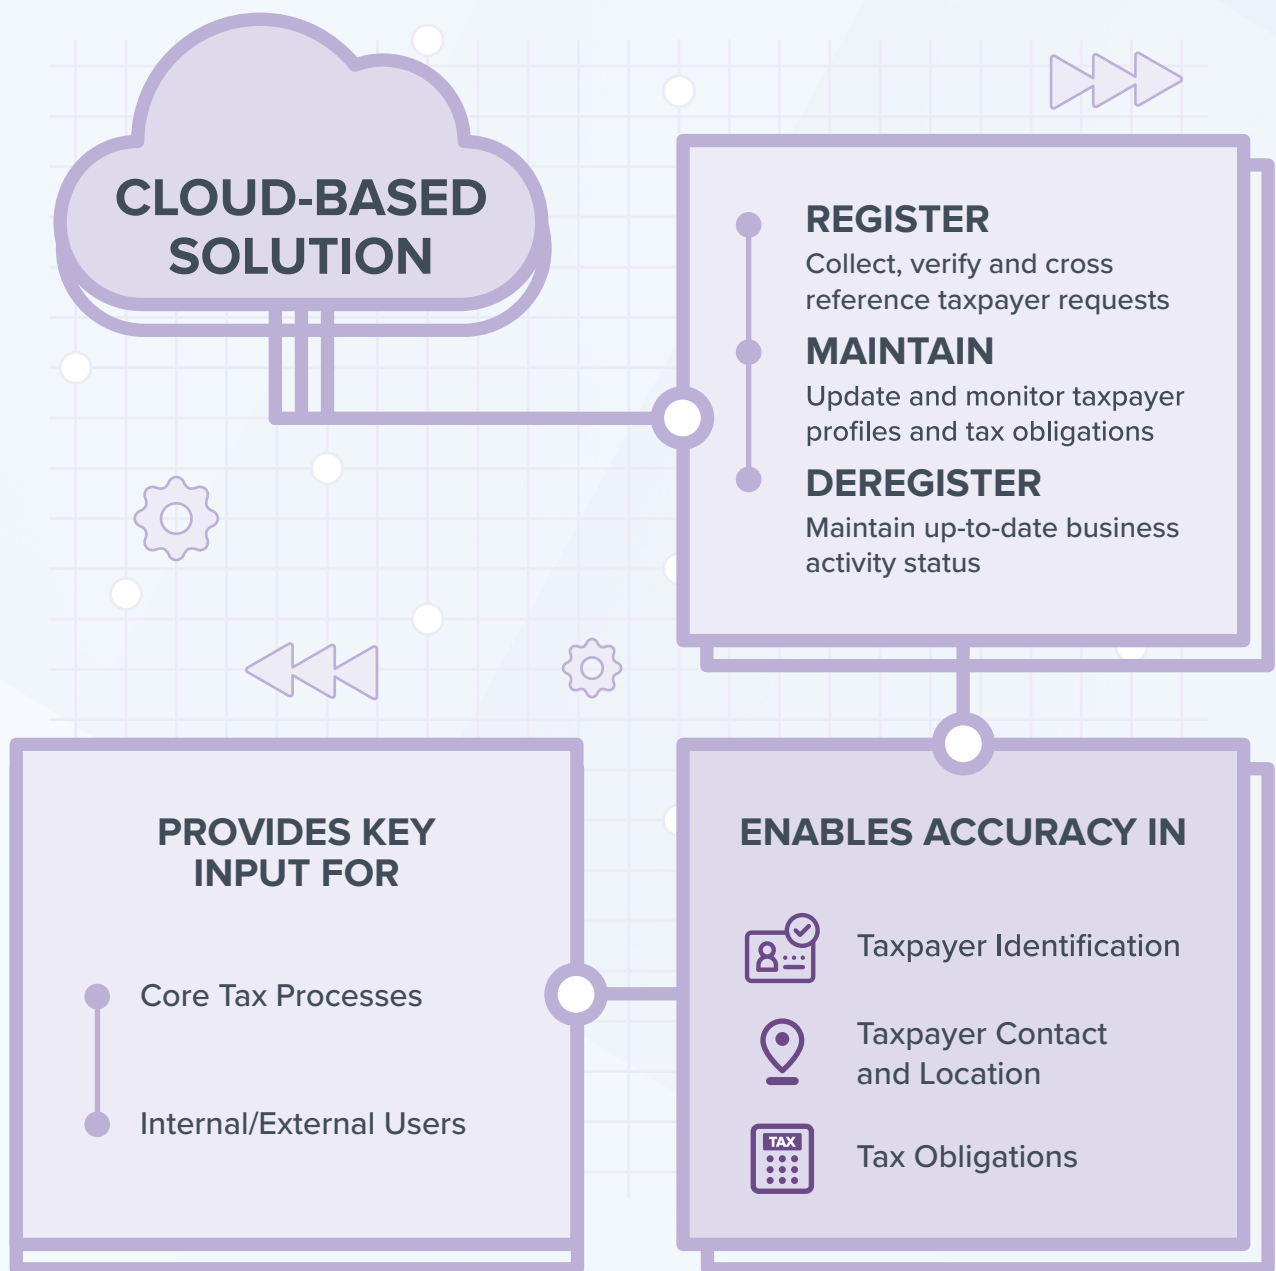 CLOUD-BASED
SOLUTION
REGISTER
Collect, verify and cross
reference taxpayer requests
MAINTAIN
Update and monitor taxpayer
profiles and tax obligations
DEREGISTER
Maintain up-to-date business
activity status
ENABLES ACCURACY IN
Taxpayer Identification
Taxpayer Contact
and Location
TAX
Tax Obligations
PROVIDES KEY
INPUT FOR
Core Tax Processes
Internal/External Users